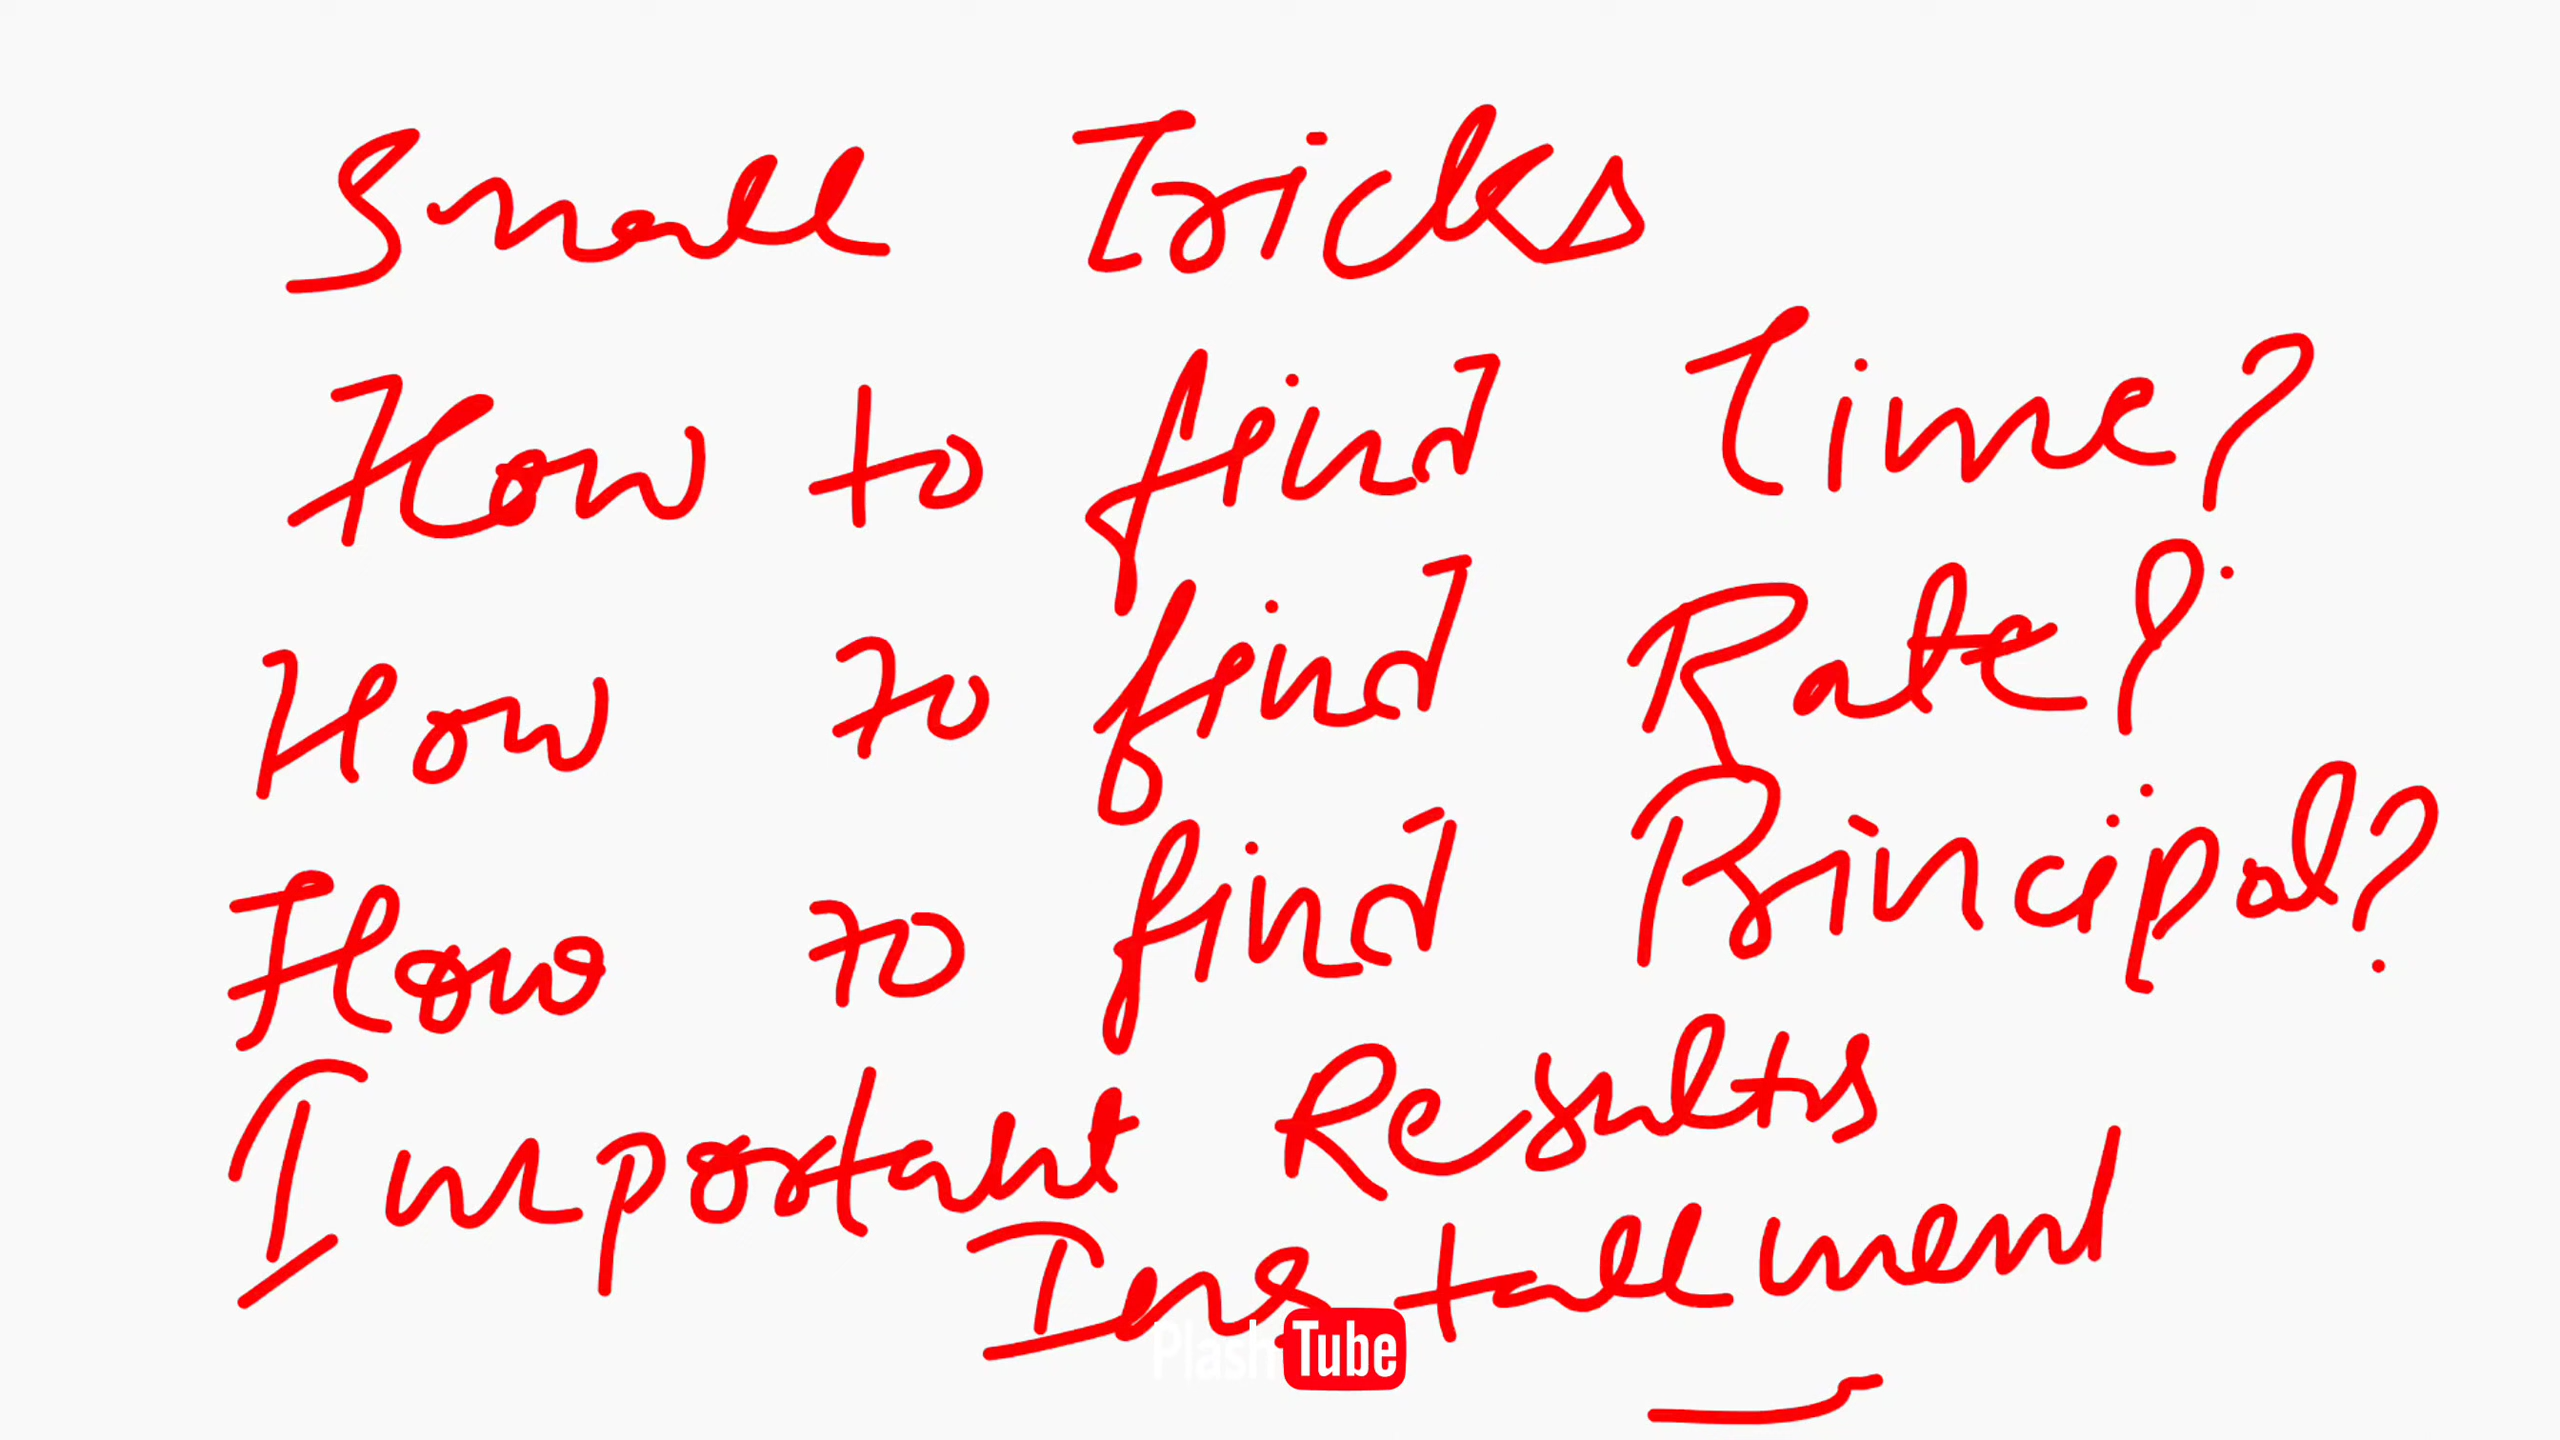 Small Tricks
How to find Time?
How to find Rate?
How to find Principal?
Important Results
Installment
PlashTube